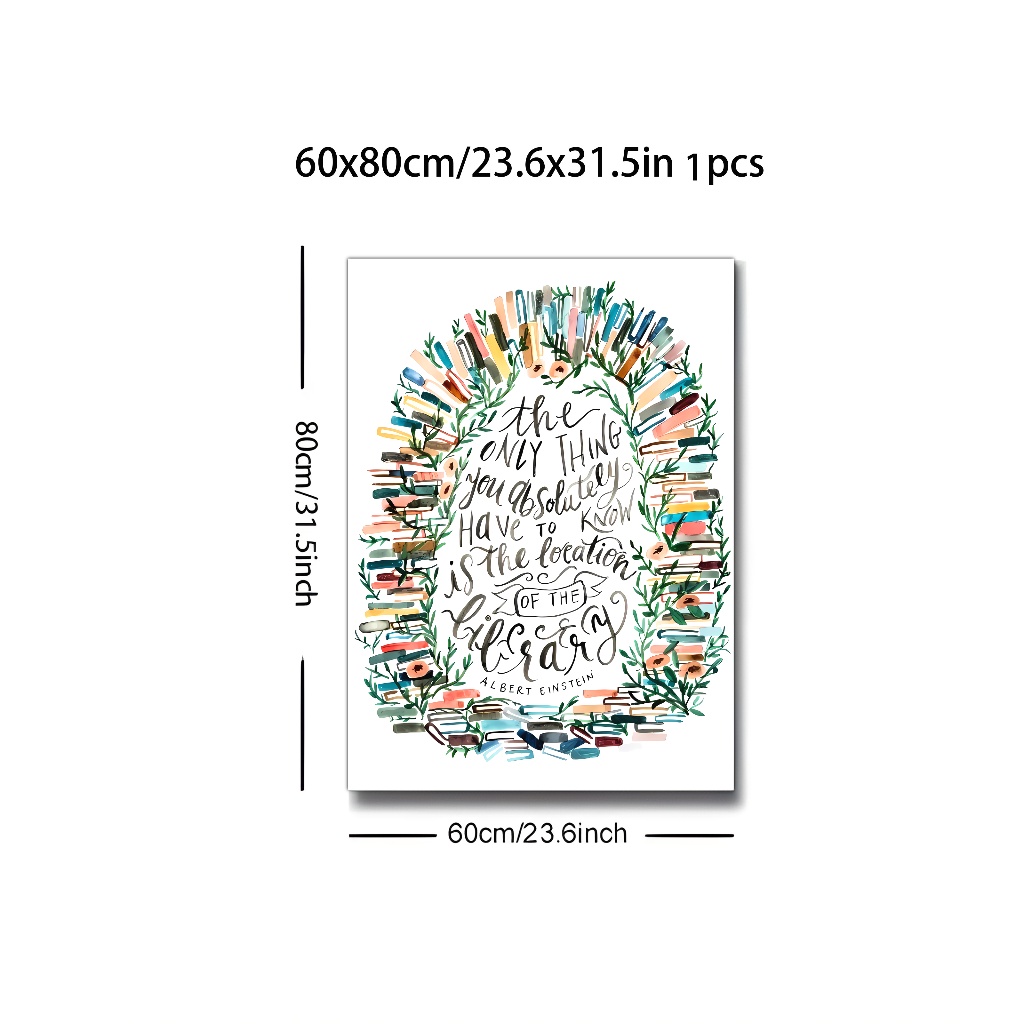 60x80cm/23.6x31.5in 1pcs
80cm/31.5inch
the
ONLY THING
you absolutely
HAVE TO KNOW
is the location
OF THE
library
ALBERT EINSTEIN
60cm/23.6inch